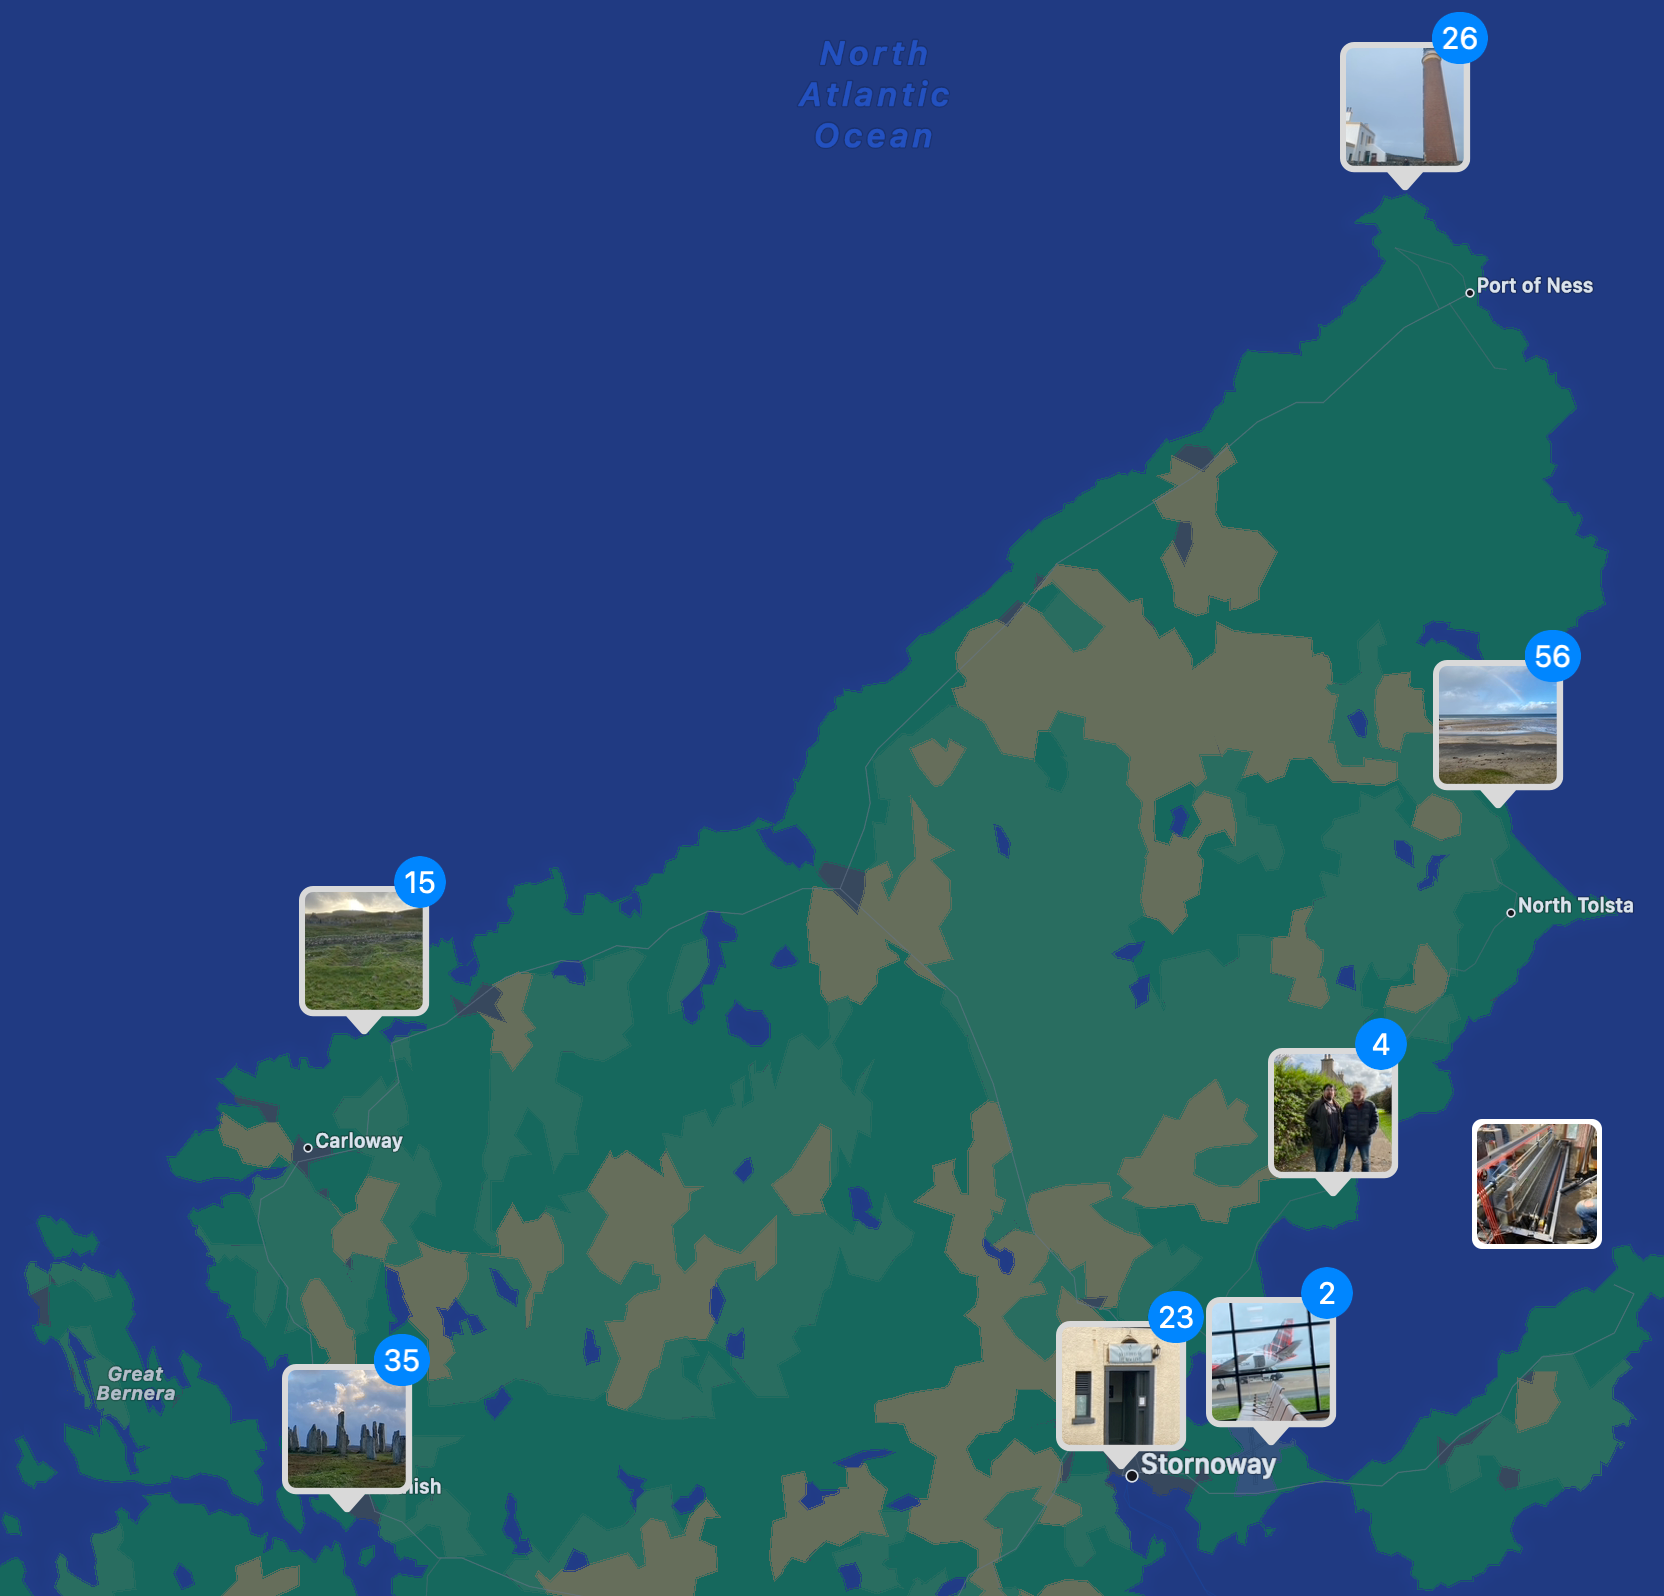 North
Atlantic
Ocean
26
Port of Ness
56
15
North Tolsta
4
Carloway
2
23
35
Great
Bernera
Stornoway
nish